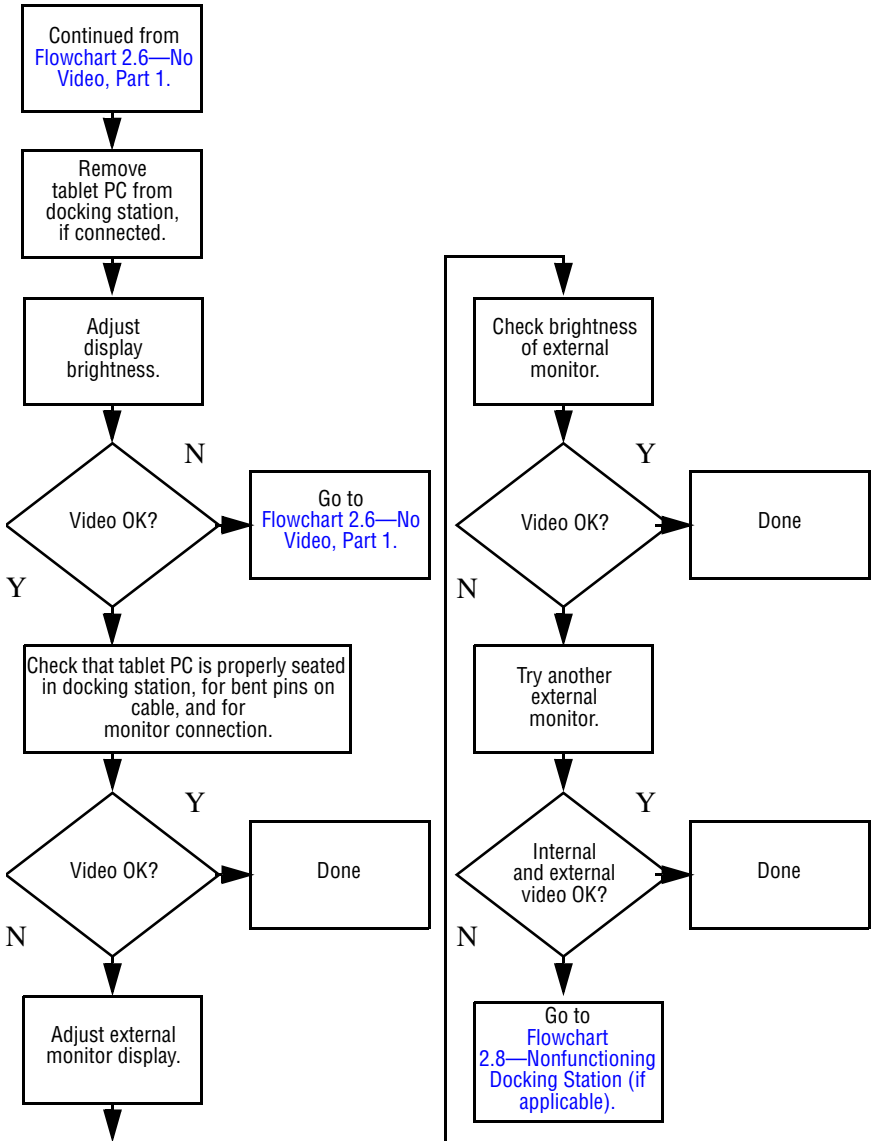 Continued from
Flowchart 2.6—No
Video, Part 1.
Remove
tablet PC from
docking station,
if connected.
Adjust
display
brightness.
N
Video OK?
Go to
Flowchart 2.6—No
Video, Part 1.
Y
Check that tablet PC is properly seated
in docking station, for bent pins on
cable, and for
monitor connection.
Y
Video OK?
Done
N
Adjust external
monitor display.
Check brightness
of external
monitor.
Y
Video OK?
Done
N
Try another
external
monitor.
Y
Internal
and external
video OK?
Done
N
Go to
Flowchart
2.8—Nonfunctioning
Docking Station (if
applicable).